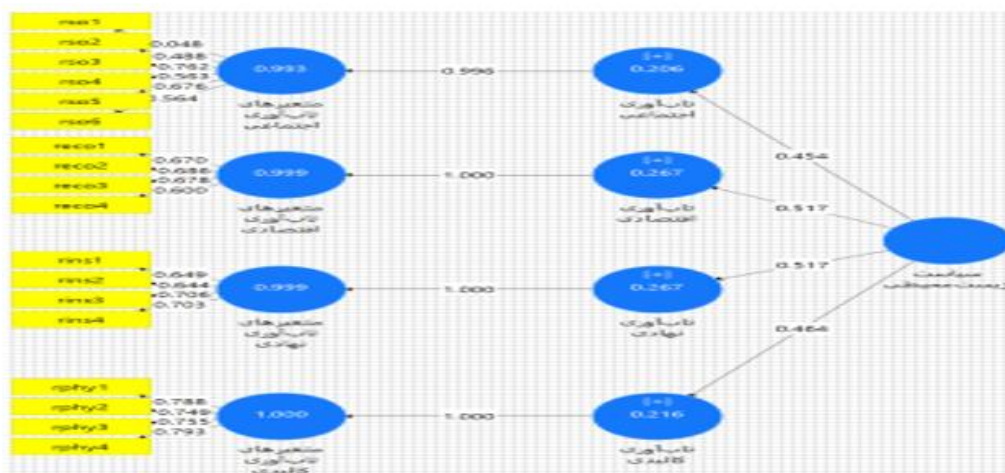 rso1
rso2
rso3
rso4
rso5
rso6
0.048
0.488
0.762
0.563
0.676
0.564
0.993
متغیرهای
تاب‌آوری
اجتماعی
0.996
[+]
0.206
تاب‌آوری
اجتماعی
0.454
reco1
reco2
reco3
reco4
0.670
0.688
0.678
0.600
0.999
متغیرهای
تاب‌آوری
اقتصادی
1.000
[+]
0.267
تاب‌آوری
اقتصادی
0.517
سیاست
زیست‌محیطی
rins1
rins2
rins3
rins4
0.649
0.644
0.706
0.703
0.999
متغیرهای
تاب‌آوری
نهادی
1.000
[+]
0.267
تاب‌آوری
نهادی
0.517
0.464
rphy1
rphy2
rphy3
rphy4
0.788
0.749
0.755
0.793
1.000
متغیرهای
تاب‌آوری
کالبدی
1.000
[+]
0.216
تاب‌آوری
کالبدی